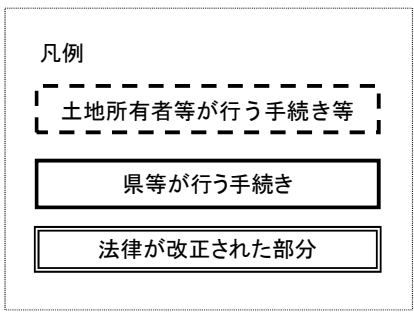 凡例
土地所有者等が行う手続き等
県等が行う手続き
法律が改正された部分